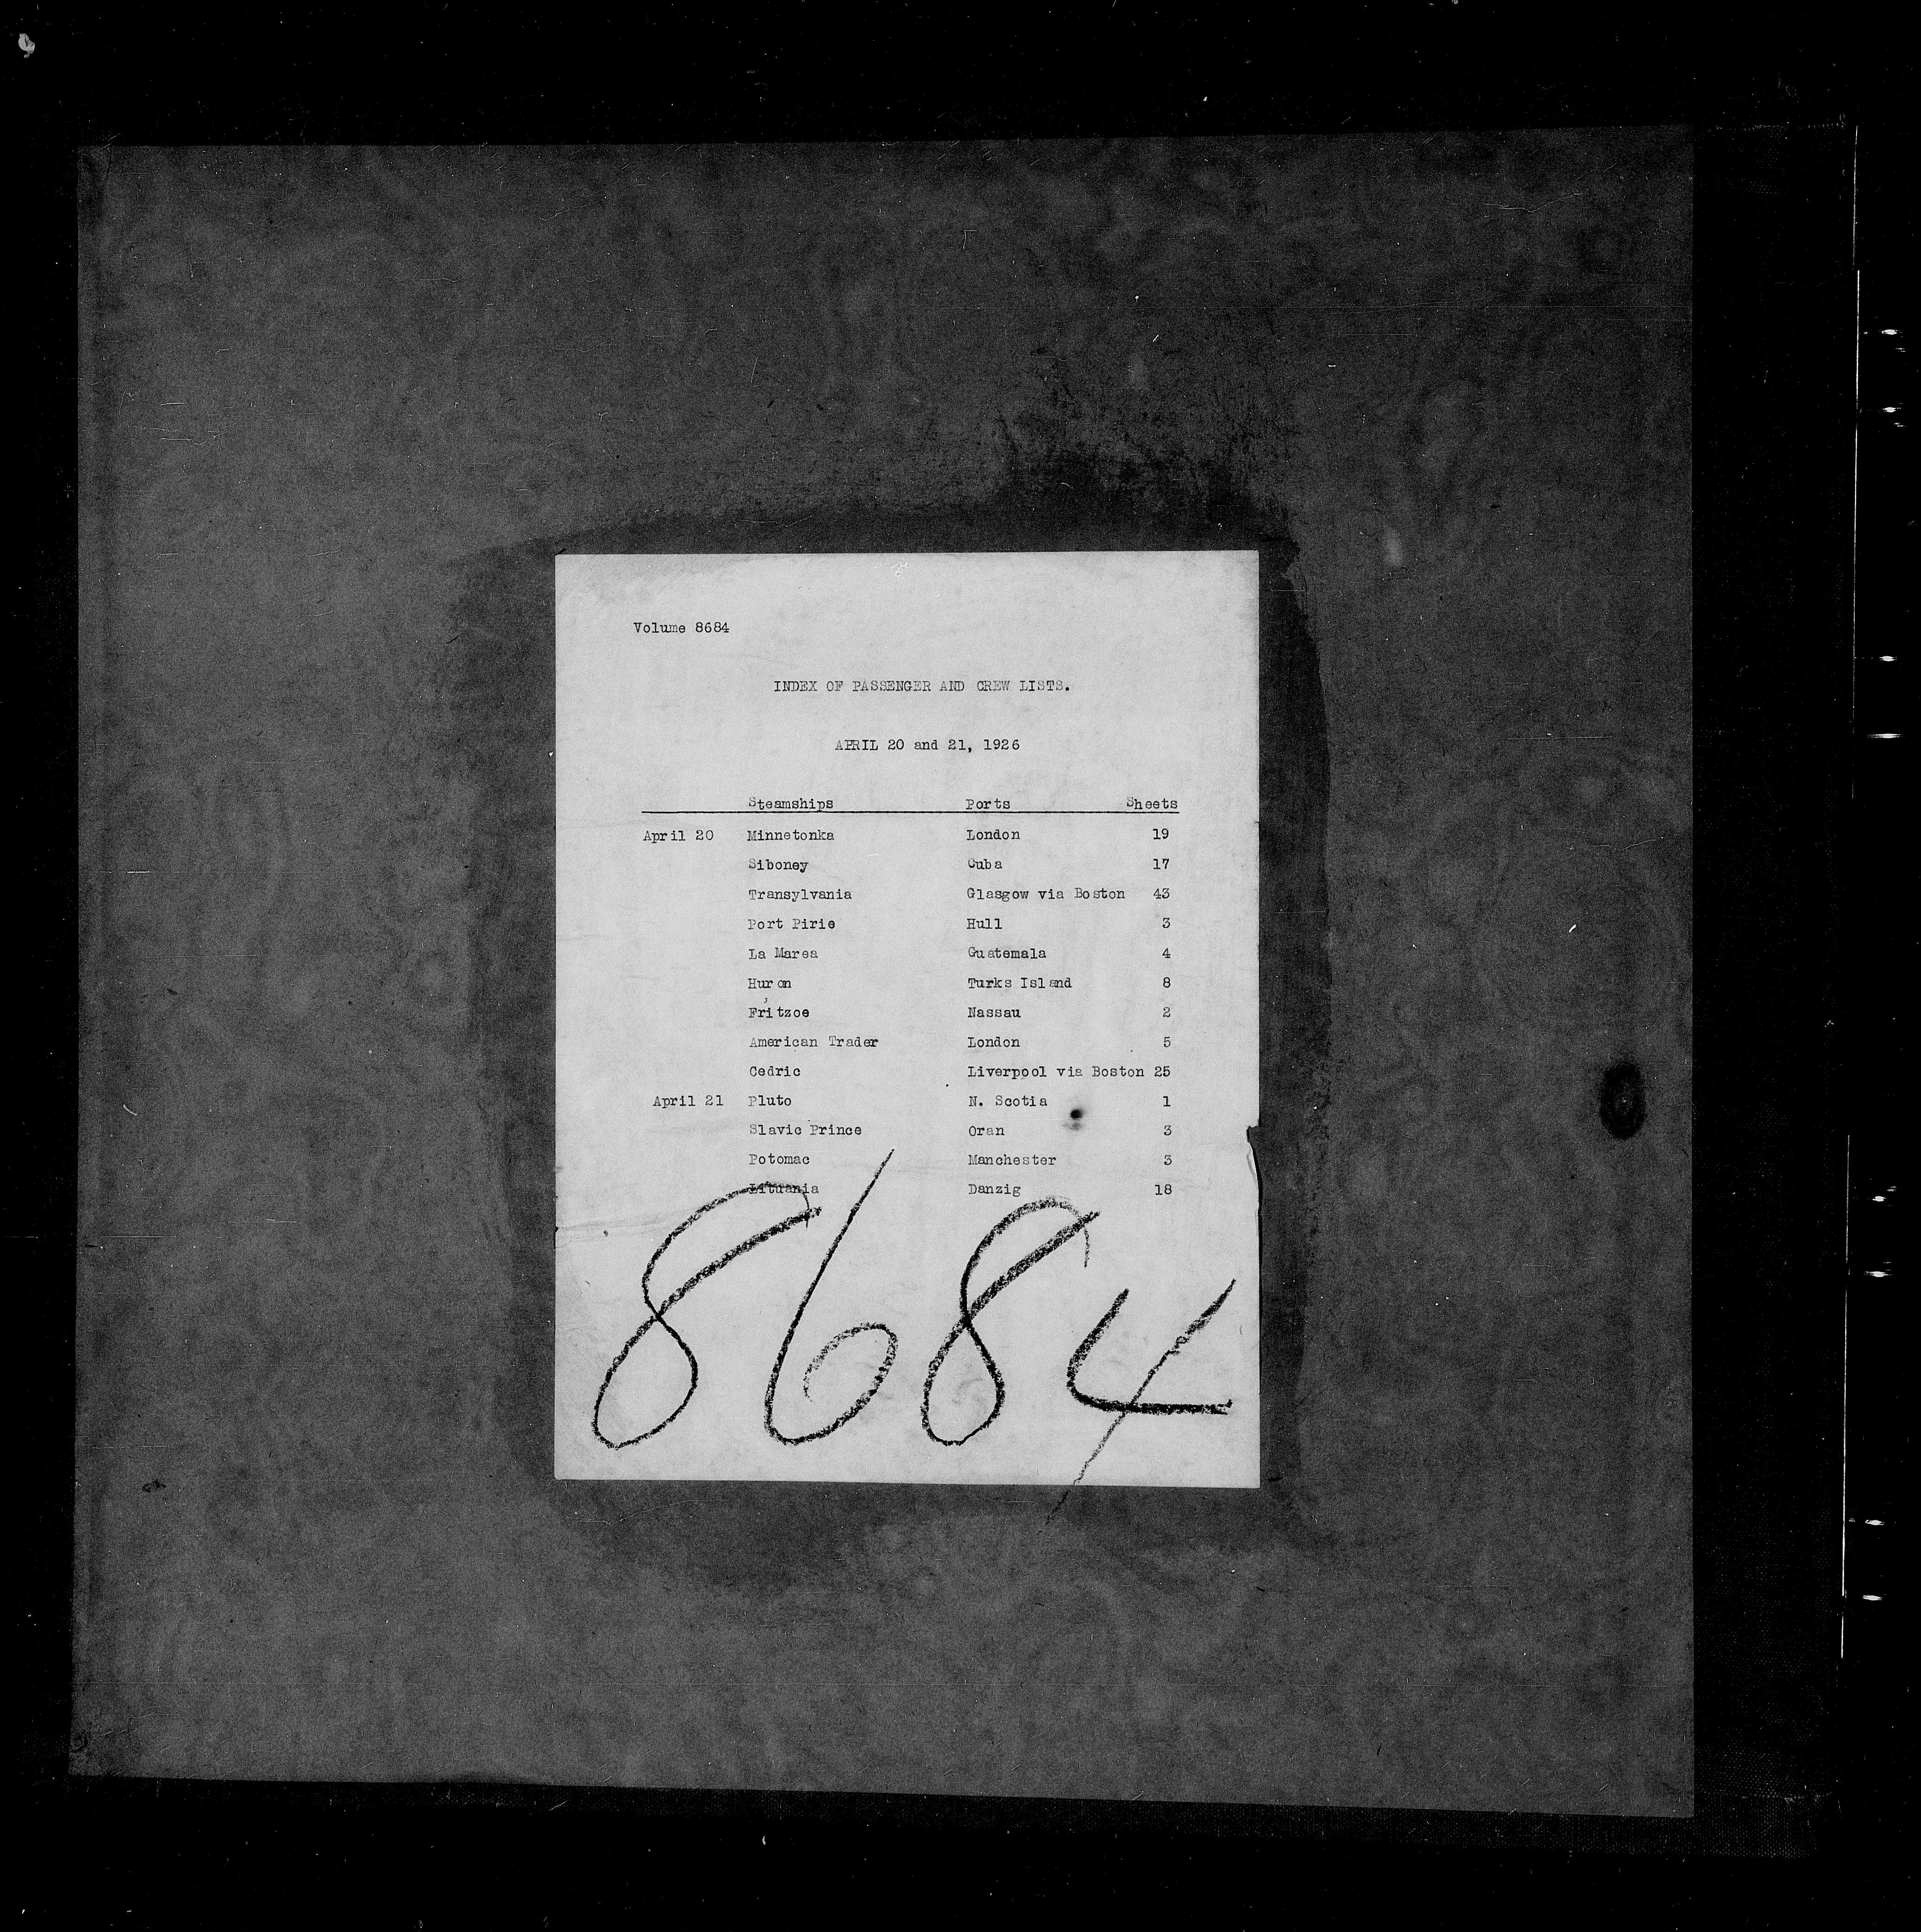 Volume 8684
INDEX OF PASSENGER AND CREW LISTS.
APRIL 20 and 21, 1926
Steamships Ports Sheets
April 20 Minnetonka London 19
Siboney Cuba 17
Transylvania Glasgow via Boston 43
Port Pirie Hull 3
La Marea Guatemala 4
Huron Turks Island 8
Fritzoe Nassau 2
American Trader London 5
Cedric Liverpool via Boston 25
April 21 Pluto N. Scotia 1
Slavic Prince Oran 3
Potomac Manchester 3
Lituania Danzig 18
8684